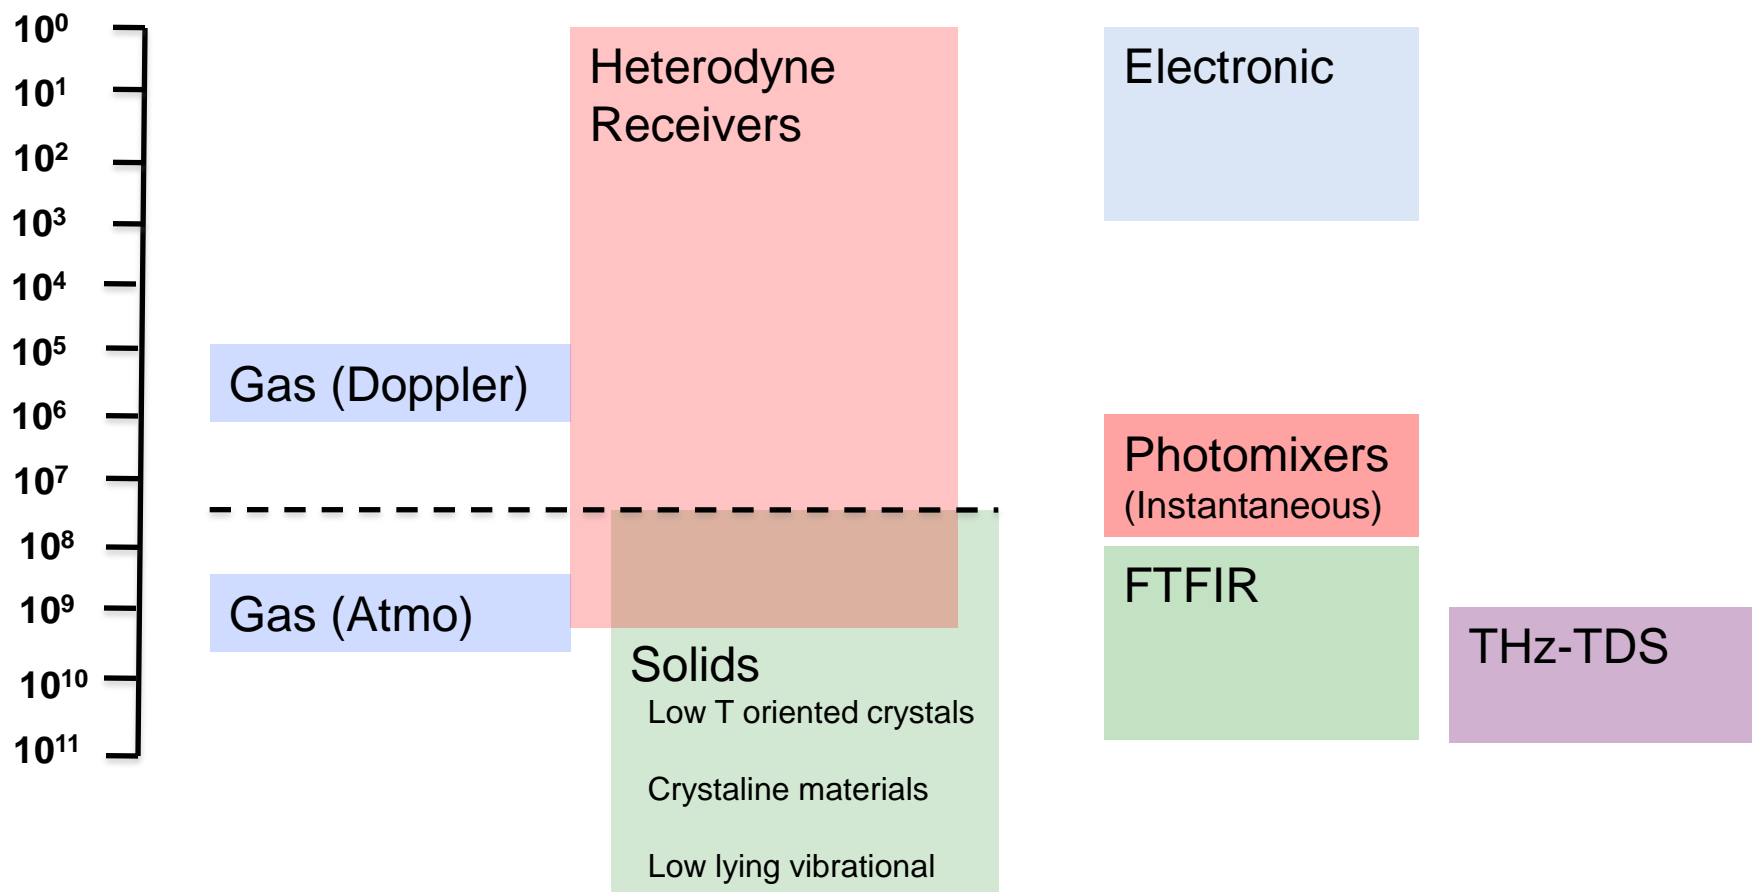 10⁰
10¹
10²
10³
10⁴
10⁵
10⁶
10⁷
10⁸
10⁹
10¹⁰
10¹¹
Gas (Doppler)
Gas (Atmo)
Heterodyne
Receivers
Solids
Low T oriented crystals
Crystaline materials
Low lying vibrational
Electronic
Photomixers
(Instantaneous)
FTFIR
THz-TDS